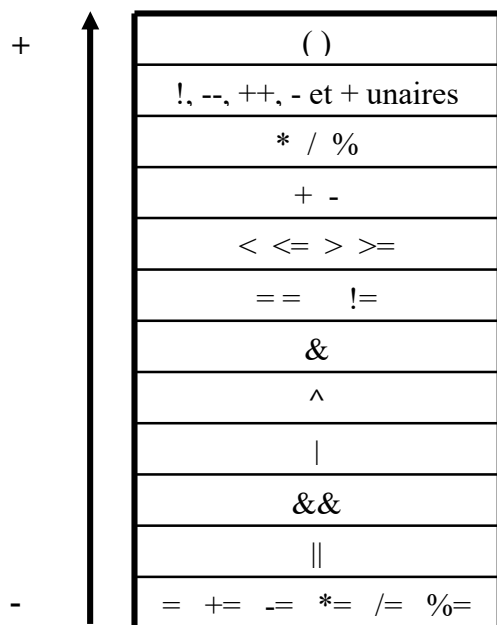 + ( )
!, --, ++, - et + unaires
* / %
+ -
< <= > >=
= = !=
&
^
|
&&
||
- = += -= *= /= %=